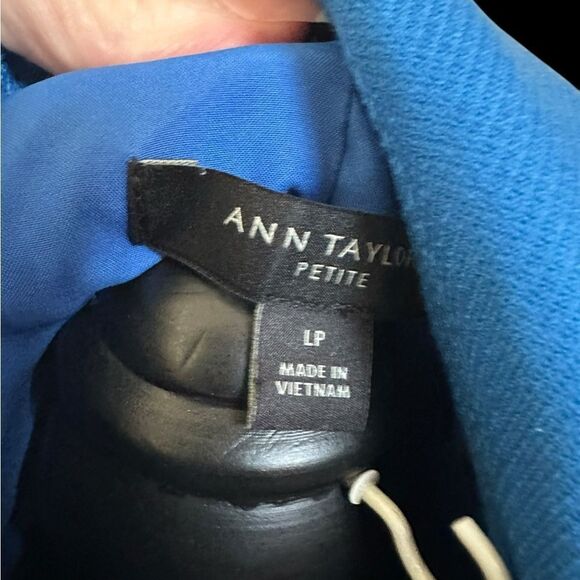 ANN TAYLOR
PETITE
LP
MADE IN
VIETNAM